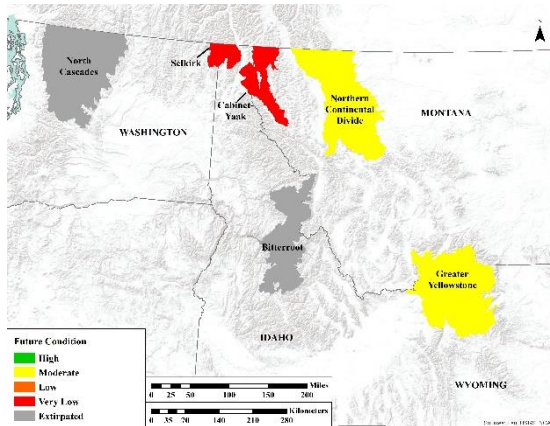 North
Cascades
Selkirk
Cabinet-
Yaak
Northern
Continental
Divide
MONTANA
WASHINGTON
Bitterroot
Greater
Yellowstone
IDAHO
WYOMING
Future Condition
High
Moderate
Low
Very Low
Extirpated
Miles
0 25 50 100 150 200
Kilometers
0 35 70 140 210 280